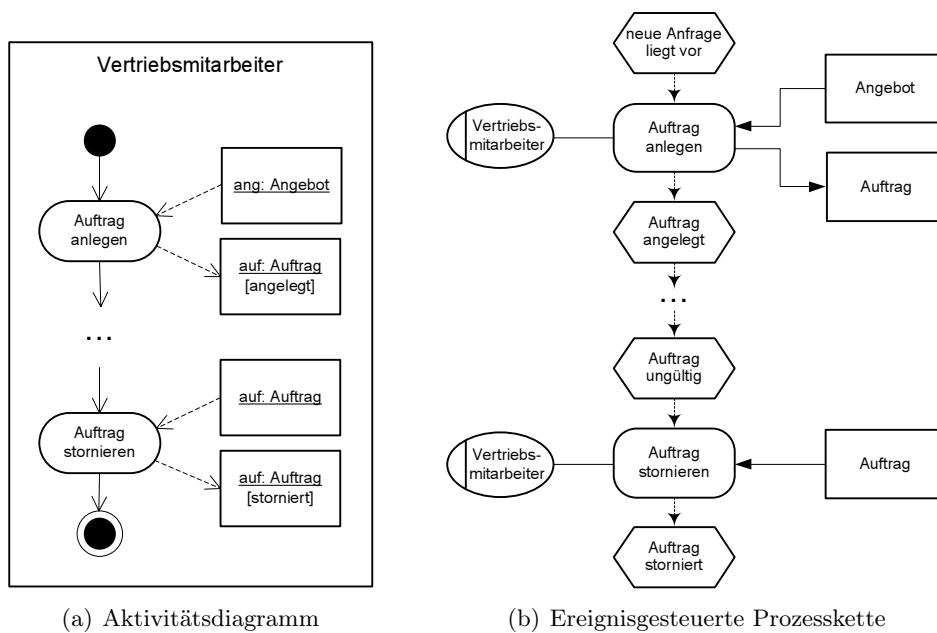 Vertriebsmitarbeiter
ang: Angebot
Auftrag
anlegen
auf: Auftrag
[angelegt]
...
auf: Auftrag
Auftrag
stornieren
auf: Auftrag
[storniert]
(a) Aktivitätsdiagramm
neue Anfrage
liegt vor
Angebot
Vertriebs-
mitarbeiter
Auftrag
anlegen
Auftrag
Auftrag
angelegt
...
Auftrag
ungültig
Vertriebs-
mitarbeiter
Auftrag
stornieren
Auftrag
Auftrag
storniert
(b) Ereignisgesteuerte Prozesskette